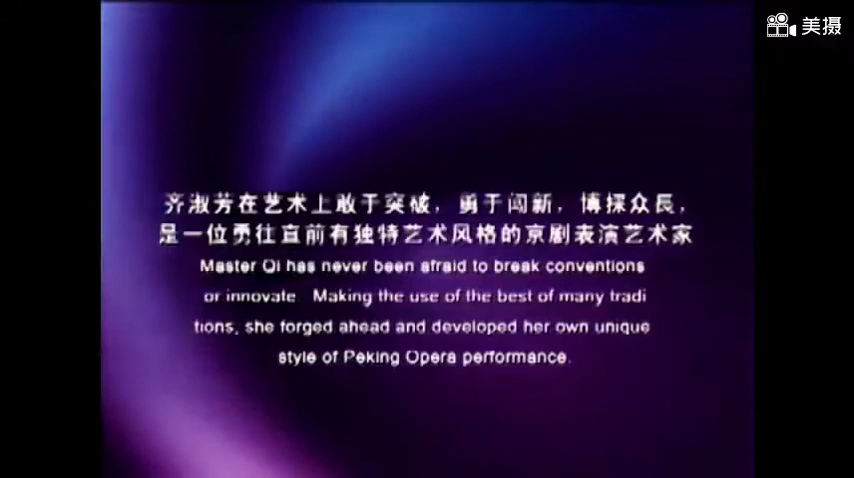 美摄
齐淑芳在艺术上敢于突破，勇于闯新，博採众長，
是一位勇往直前有独特艺术风格的京剧表演艺术家
Master Qi has never been afraid to break conventions
or innovate. Making the use of the best of many tradi
tions, she forged ahead and developed her own unique
style of Peking Opera performance.